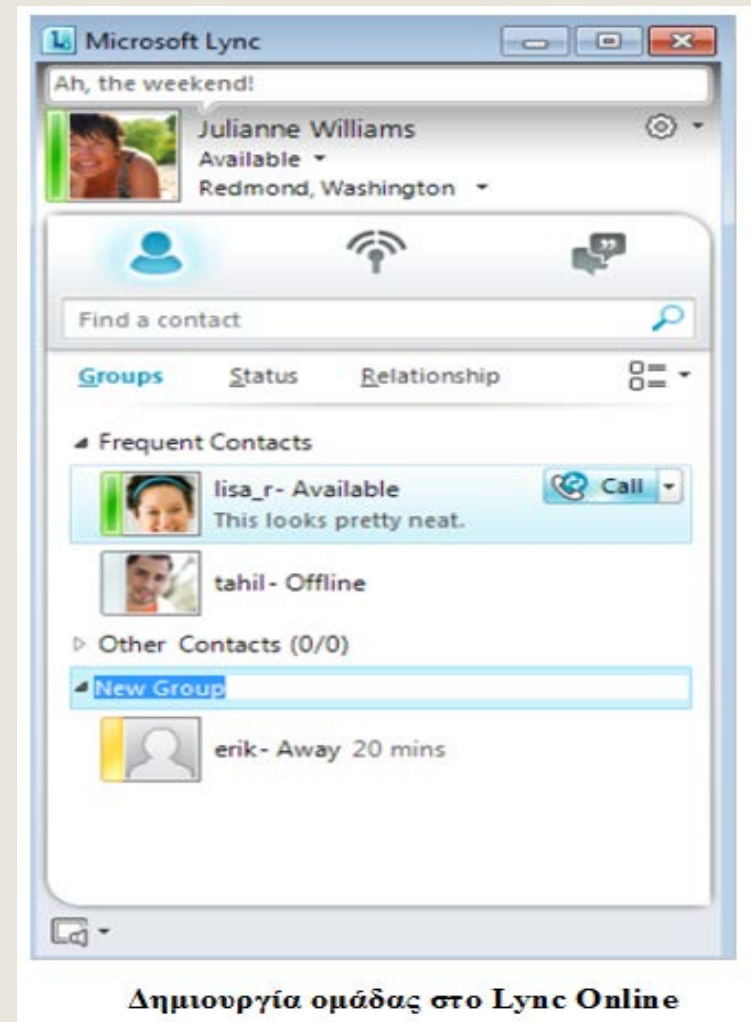 Microsoft Lync
Ah, the weekend!
Julianne Williams
Available
Redmond, Washington
Find a contact
Groups Status Relationship
Frequent Contacts
lisa_r - Available
Call
This looks pretty neat.
tahil - Offline
Other Contacts (0/0)
New Group
erik - Away 20 mins
Δημιουργία ομάδας στο Lync Online